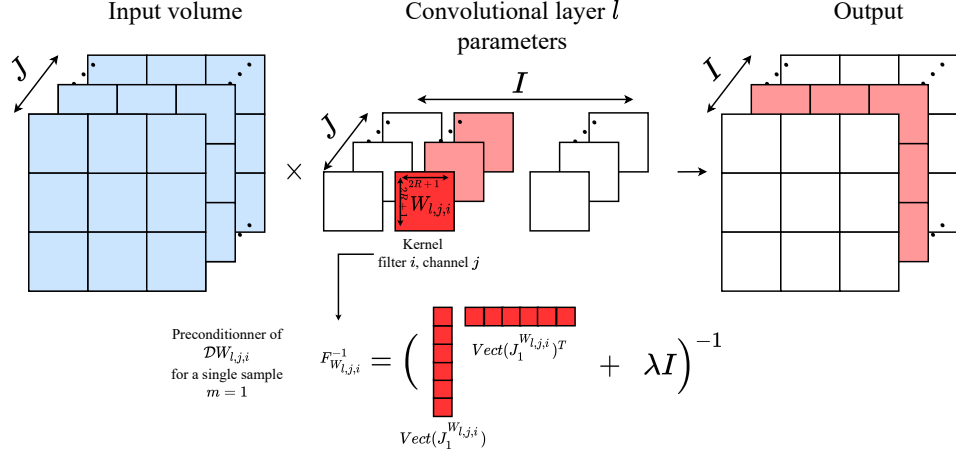 Input volume
Convolutional layer l
parameters
Output
J
I
J
I
×
2R+1
2R+1
W_{l,j,i}
Kernel
filter i, channel j
Preconditionner of
𝒟W_{l,j,i}
for a single sample
m = 1
F^{-1}_{W_{l,j,i}} = ( Vect(J_1^{W_{l,j,i}})^T + λI )^{-1}
Vect(J_1^{W_{l,j,i}})